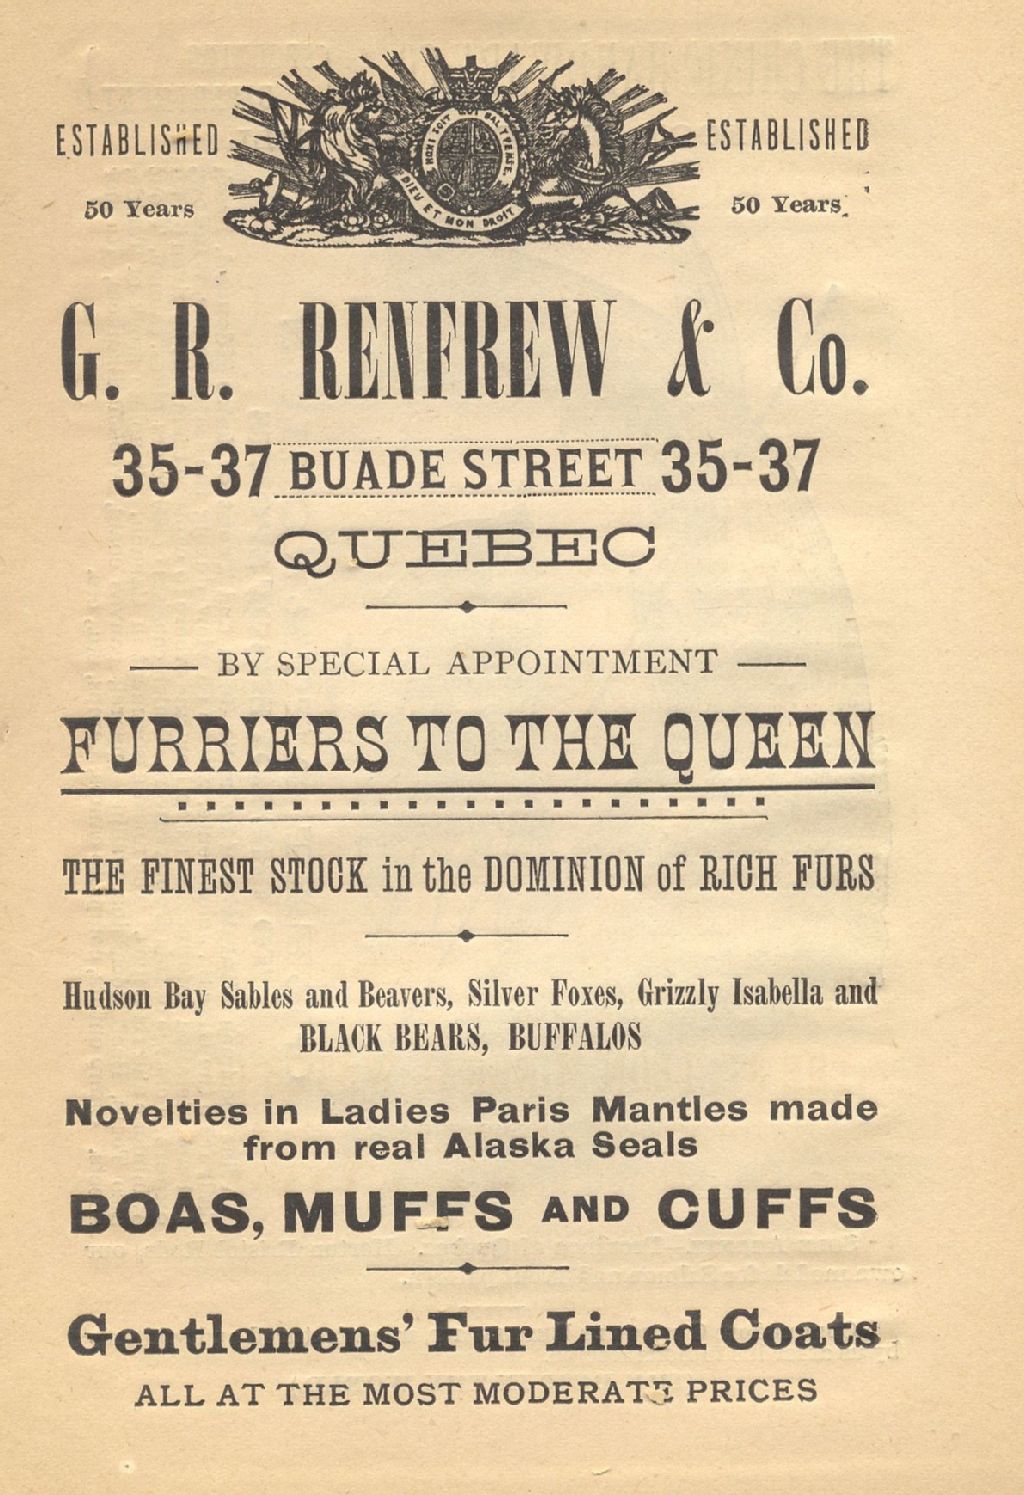 ESTABLISHED
50 Years
HONI SOIT QUI MAL Y PENSE
DIEU ET MON DROIT
ESTABLISHED
50 Years.
G. R. RENFREW & Co.
35-37 BUADE STREET 35-37
QUEBEC
BY SPECIAL APPOINTMENT
FURRIERS TO THE QUEEN
THE FINEST STOCK in the DOMINION of RICH FURS
Hudson Bay Sables and Beavers, Silver Foxes, Grizzly Isabella and
BLACK BEARS, BUFFALOS
Novelties in Ladies Paris Mantles made
from real Alaska Seals
BOAS, MUFFS AND CUFFS
Gentlemens' Fur Lined Coats
ALL AT THE MOST MODERATE PRICES